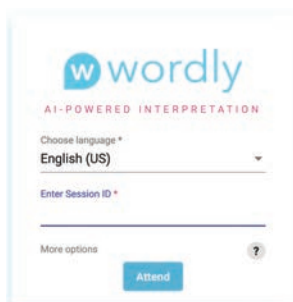 w wordly
AI-POWERED INTERPRETATION
Choose language *
English (US)
Enter Session ID *
More options ?
Attend